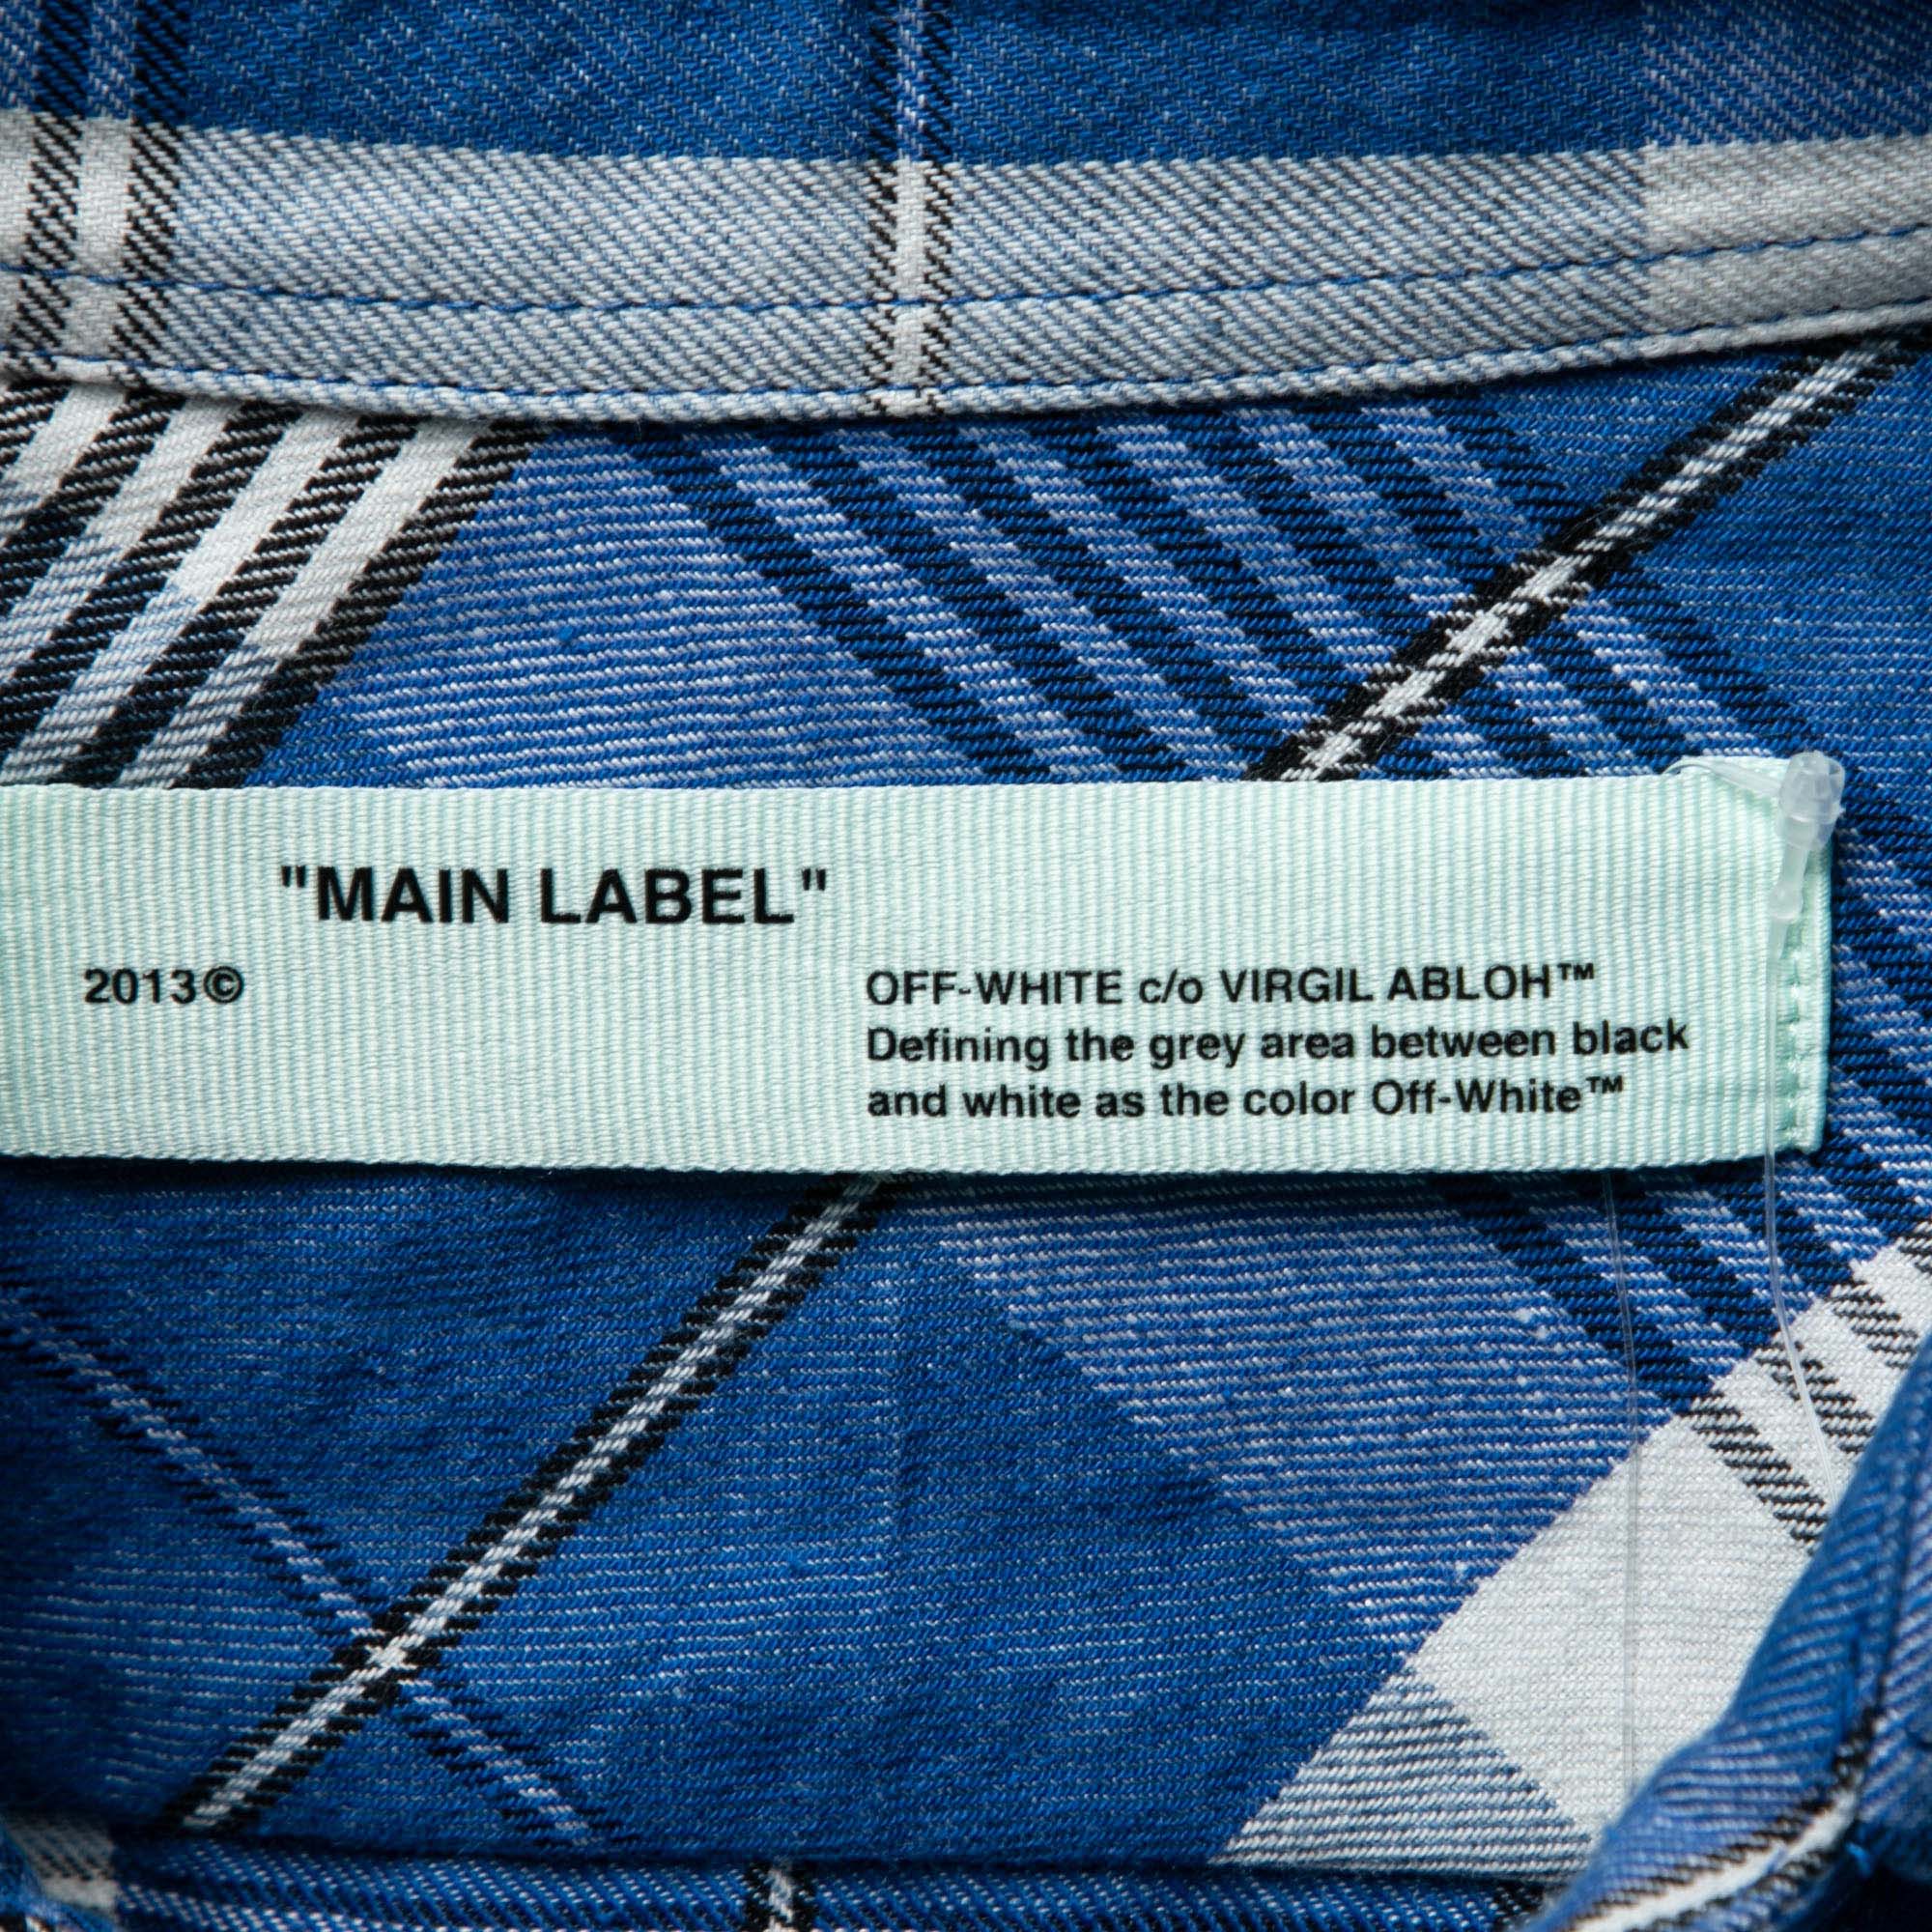 "MAIN LABEL"
2013©
OFF-WHITE c/o VIRGIL ABLOH™
Defining the grey area between black
and white as the color Off-White™